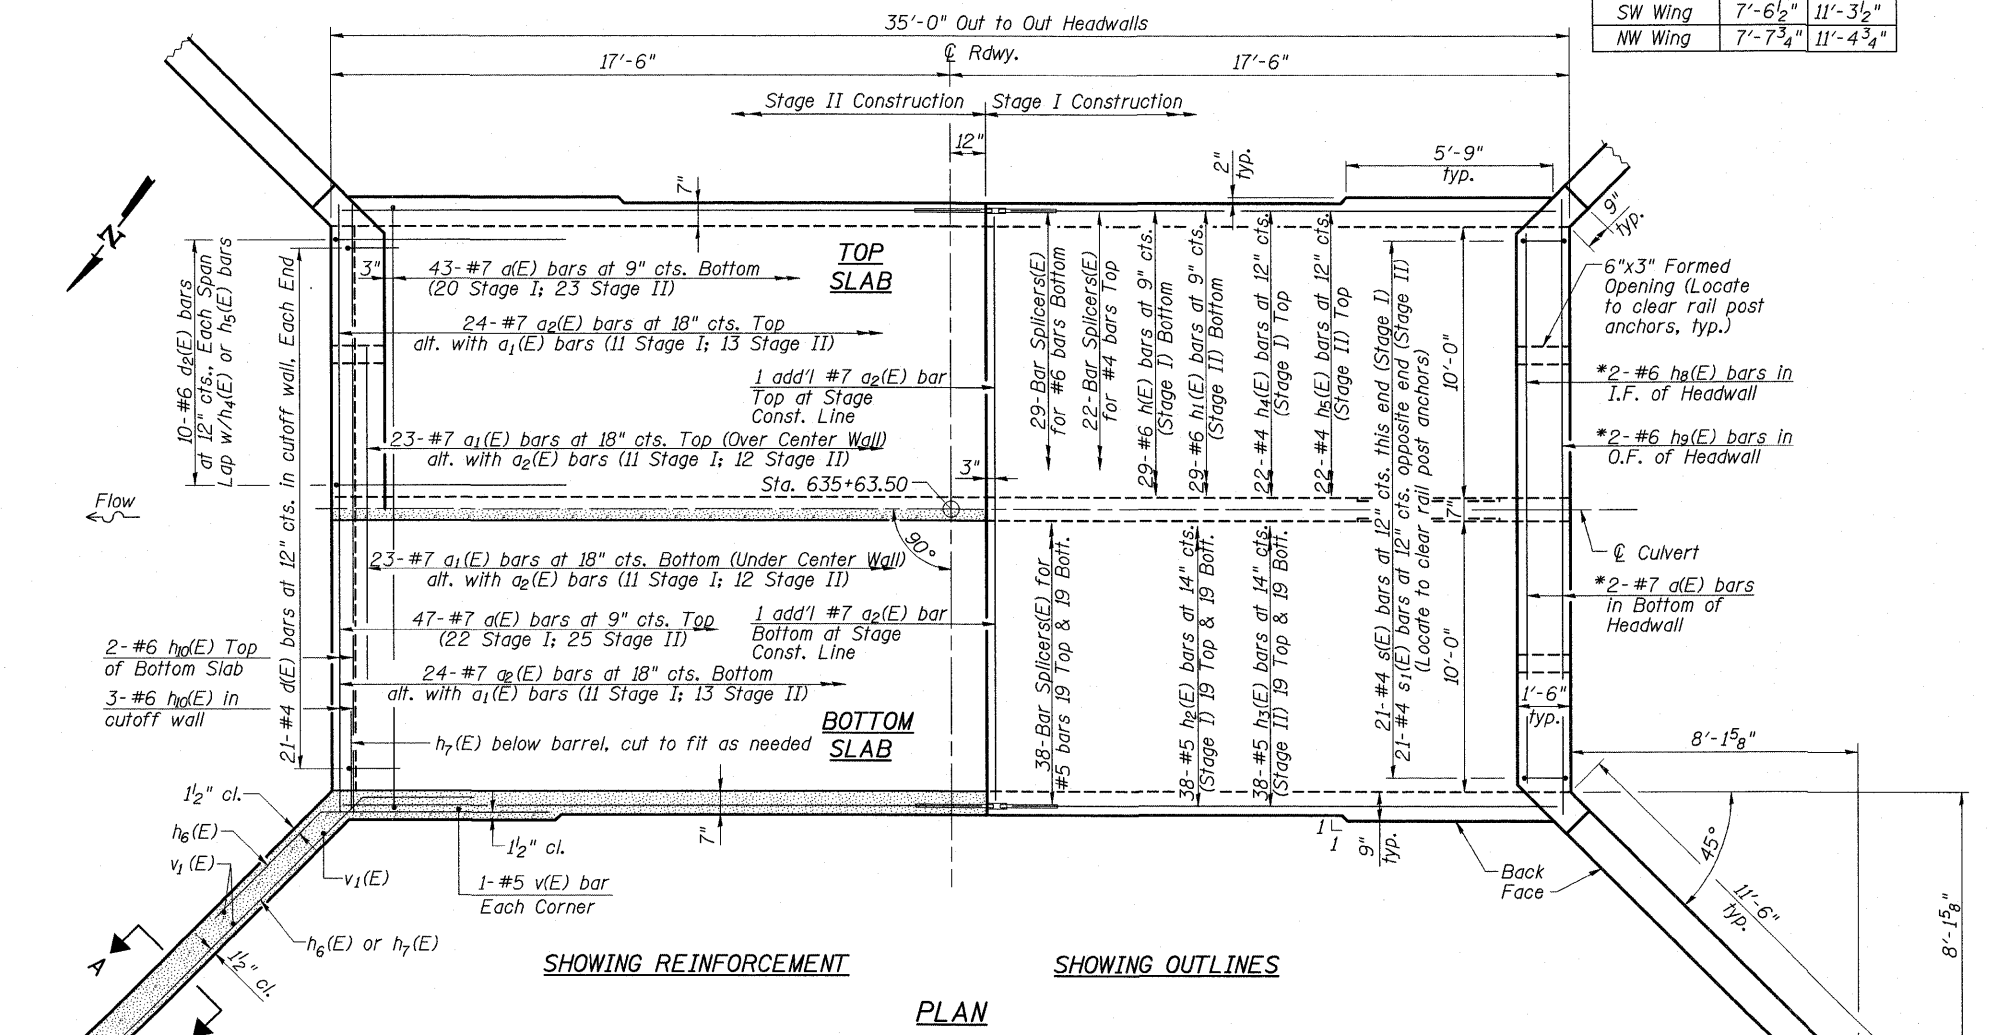 35'-0" Out to Out Headwalls
℄ Rdwy.
17'-6"
17'-6"
SW Wing 7'-6½" 11'-3½"
NW Wing 7'-7¾" 11'-4¾"
Stage II Construction
Stage I Construction
12"
2" typ.
5'-9"
typ.
7"
9" typ.
N
10-#6 d₂(E) bars
at 12" cts., Each Span
Lap w/h₄(E) or h₅(E) bars
21-#4 d(E) bars at 12" cts. in cutoff wall, Each End
3"
43-#7 a(E) bars at 9" cts. Bottom
(20 Stage I; 23 Stage II)
TOP
SLAB
24-#7 a₂(E) bars at 18" cts. Top
alt. with a₁(E) bars (11 Stage I; 13 Stage II)
1 add'l #7 a₂(E) bar
Top at Stage
Const. Line
23-#7 a₁(E) bars at 18" cts. Top (Over Center Wall)
alt. with a₂(E) bars (11 Stage I; 12 Stage II)
3"
Sta. 635+63.50
Flow
90°
29-Bar Splicers(E)
for #6 bars Bottom
22-Bar Splicers(E)
for #4 bars Top
29-#6 h(E) bars at 9" cts.
(Stage I) Bottom
29-#6 h₁(E) bars at 9" cts.
(Stage II) Bottom
22-#4 h₄(E) bars at 12" cts.
(Stage I) Top
22-#4 h₅(E) bars at 12" cts.
(Stage II) Top
21-#4 s(E) bars at 12" cts. this end (Stage I)
21-#4 s₁(E) bars at 12" cts. opposite end (Stage II)
(Locate to clear rail post anchors)
10'-0"
7"
10'-0"
6"x3" Formed
Opening (Locate
to clear rail post
anchors, typ.)
*2-#6 h₈(E) bars in
I.F. of Headwall
*2-#6 h₉(E) bars in
O.F. of Headwall
℄ Culvert
*2-#7 a(E) bars
in Bottom of
Headwall
23-#7 a₁(E) bars at 18" cts. Bottom (Under Center Wall)
alt. with a₂(E) bars (11 Stage I; 12 Stage II)
47-#7 a(E) bars at 9" cts. Top
(22 Stage I; 25 Stage II)
1 add'l #7 a₂(E) bar
Bottom at Stage
Const. Line
24-#7 a₂(E) bars at 18" cts. Bottom
alt. with a₁(E) bars (11 Stage I; 13 Stage II)
BOTTOM
SLAB
2-#6 h₁₀(E) Top
of Bottom Slab
3-#6 h₁₀(E) in
cutoff wall
h₇(E) below barrel, cut to fit as needed
38-Bar Splicers(E) for
#5 bars 19 Top & 19 Bott.
38-#5 h₂(E) bars at 14" cts.
(Stage I) 19 Top & 19 Bott.
38-#5 h₃(E) bars at 14" cts.
(Stage II) 19 Top & 19 Bott.
1'-6"
typ.
8'-1⅝"
1½" cl.
h₆(E)
v₁(E)
v₁(E)
1½" cl.
7"
1-#5 v(E) bar
Each Corner
1
1
9" typ.
Back
Face
45°
11'-6"
typ.
8'-1⅝"
A
h₆(E) or h₇(E)
1½" cl.
SHOWING REINFORCEMENT
SHOWING OUTLINES
PLAN